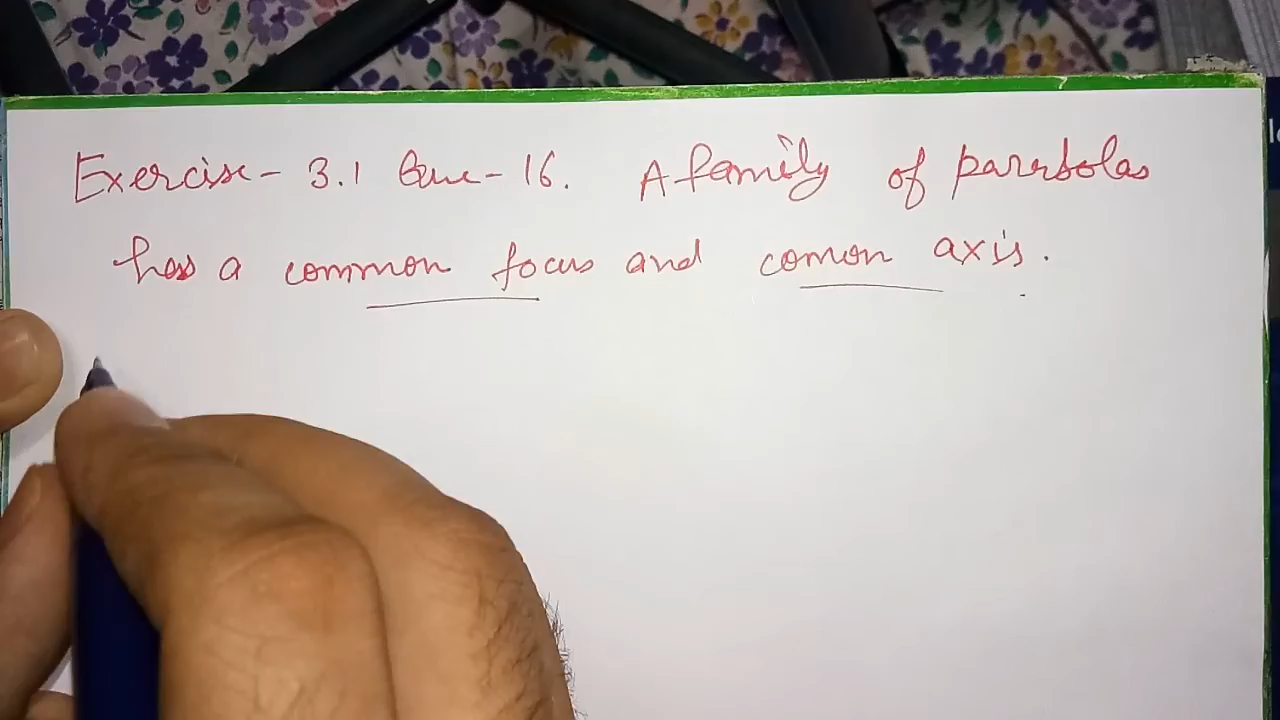 Exercise - 3.1 Que - 16. A family of parabolas
has a common focus and comon axis.